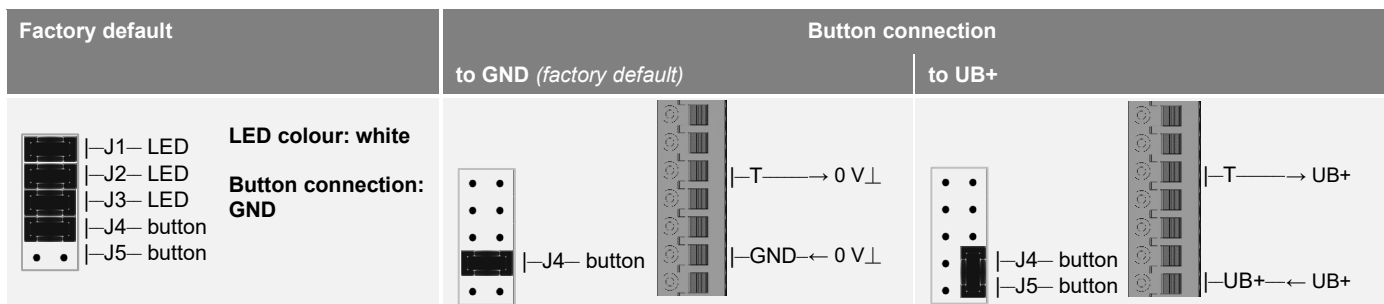 Factory default
Button connection
to GND (factory default)
to UB+
|—J1— LED
|—J2— LED
|—J3— LED
|—J4— button
|—J5— button
LED colour: white
Button connection:
GND
|—J4— button
|—T——→ 0 V⊥
|—GND–← 0 V⊥
|—J4— button
|—J5— button
|—T——→ UB+
|—UB+—← UB+